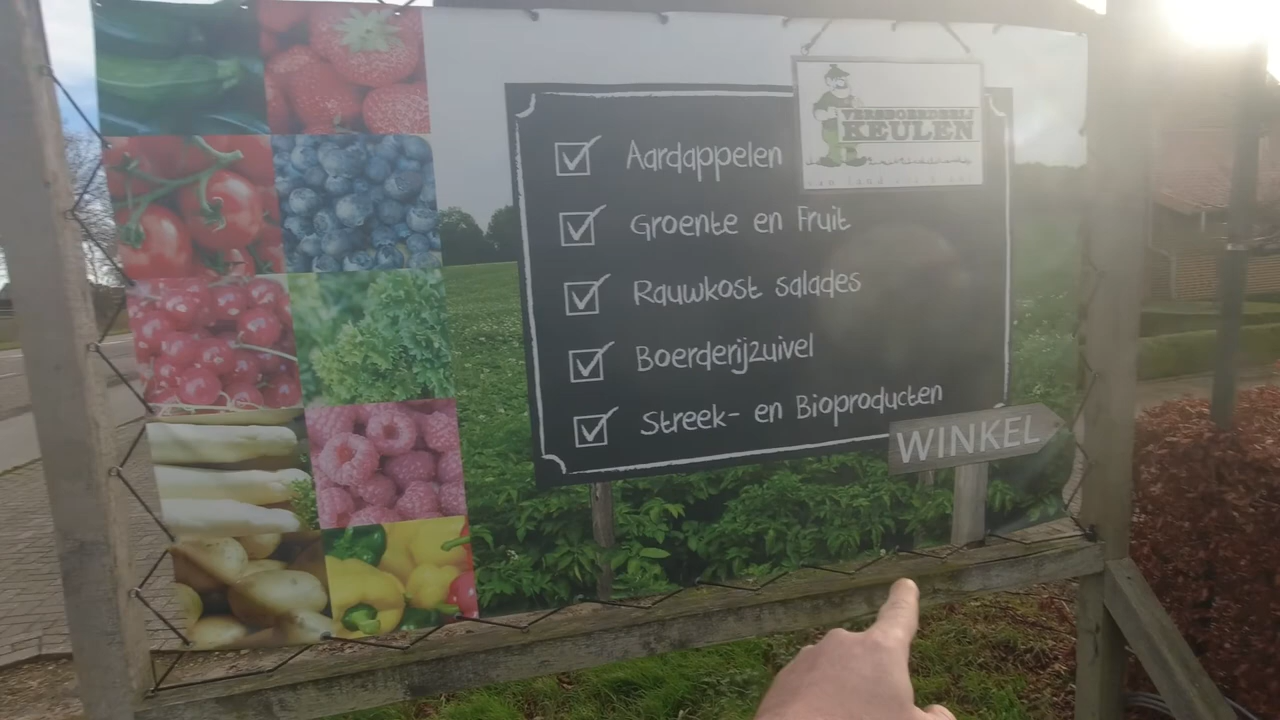 VERSBOERDERIJ
KEULEN
Aardappelen
Groente en Fruit
Rauwkost salades
Boerderijzuivel
Streek- en Bioproducten
WINKEL